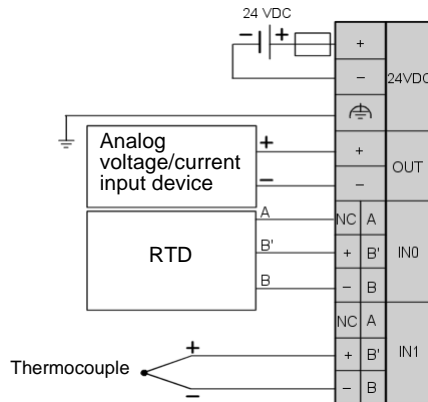 24 VDC
− +
+
−
24VDC
Analog
voltage/current
input device
+
−
+
−
OUT
RTD
A
B'
B
NC A
+ B'
− B
IN0
NC A
+ B'
− B
IN1
Thermocouple
+
−